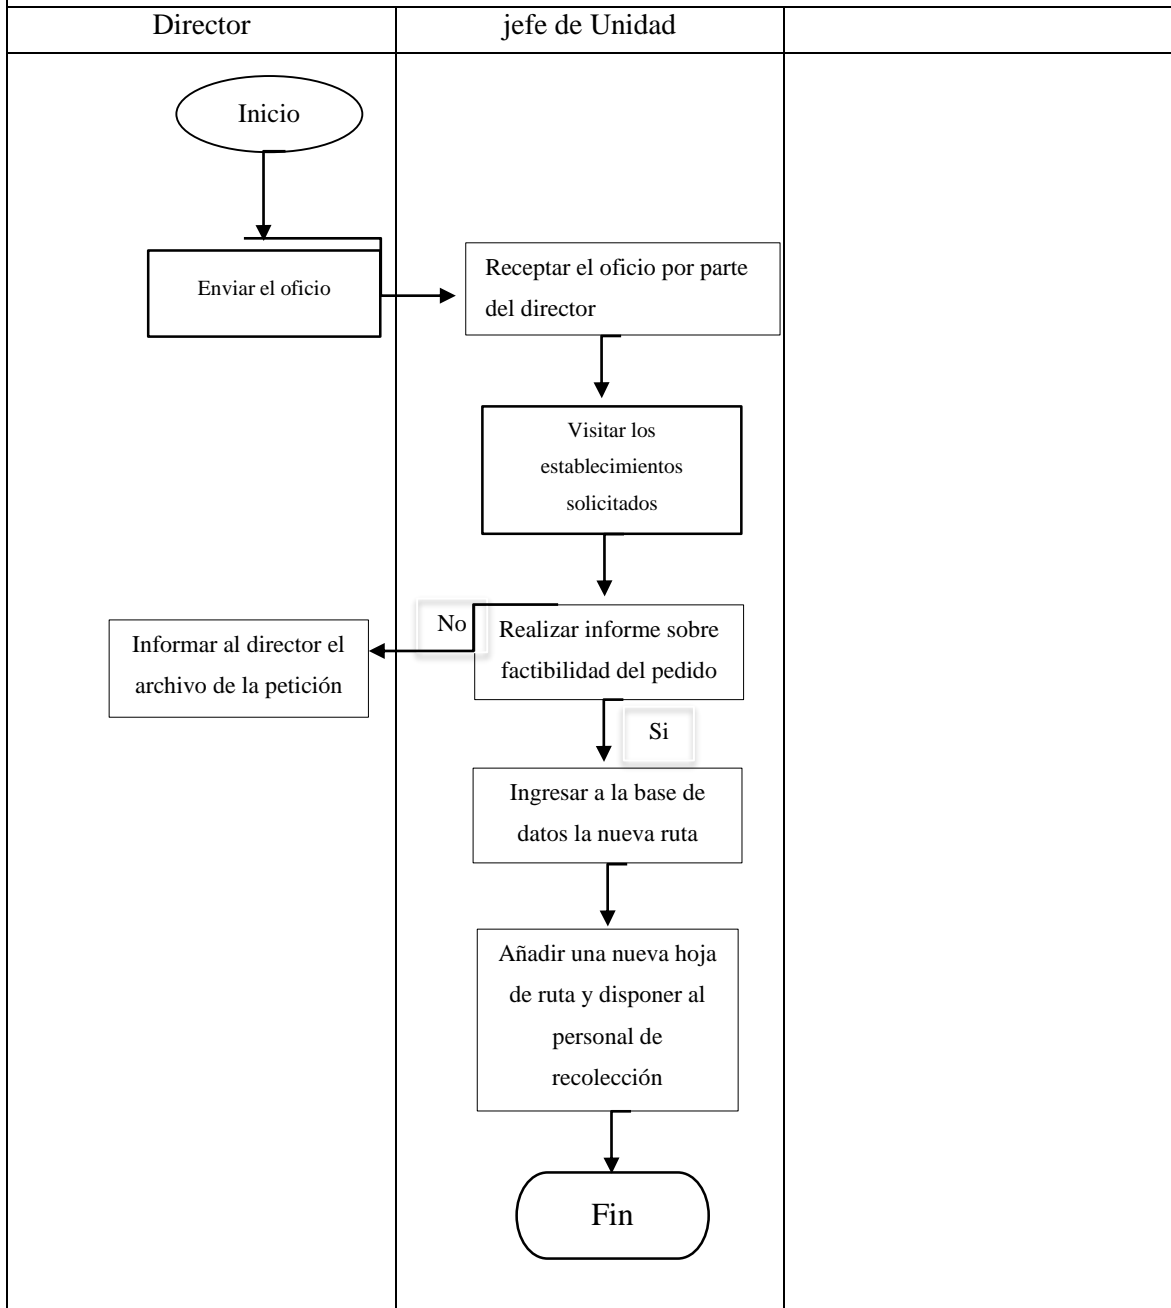 Director
jefe de Unidad
Inicio
Enviar el oficio
Receptar el oficio por parte
del director
Visitar los
establecimientos
solicitados
No
Informar al director el
archivo de la petición
Realizar informe sobre
factibilidad del pedido
Si
Ingresar a la base de
datos la nueva ruta
Añadir una nueva hoja
de ruta y disponer al
personal de
recolección
Fin